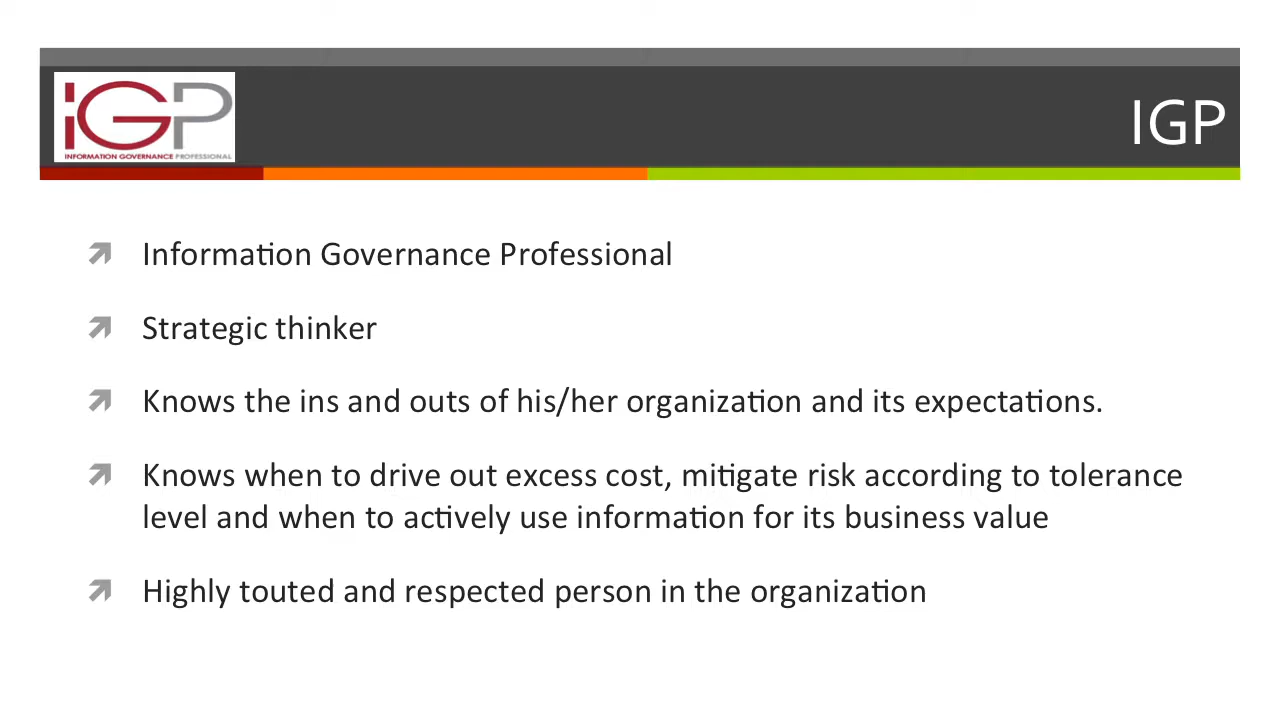 iGP
INFORMATION GOVERNANCE PROFESSIONAL
IGP
Information Governance Professional
Strategic thinker
Knows the ins and outs of his/her organization and its expectations.
Knows when to drive out excess cost, mitigate risk according to tolerance
level and when to actively use information for its business value
Highly touted and respected person in the organization